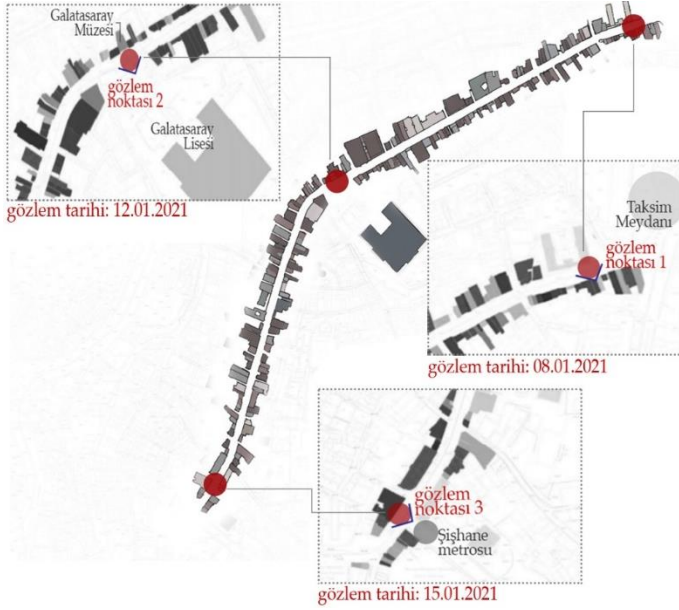 Galatasaray
Müzesi
gözlem
noktası 2
Galatasaray
Lisesi
gözlem tarihi: 12.01.2021
Taksim
Meydanı
gözlem
noktası 1
gözlem tarihi: 08.01.2021
gözlem
noktası 3
Şişhane
metrosu
gözlem tarihi: 15.01.2021